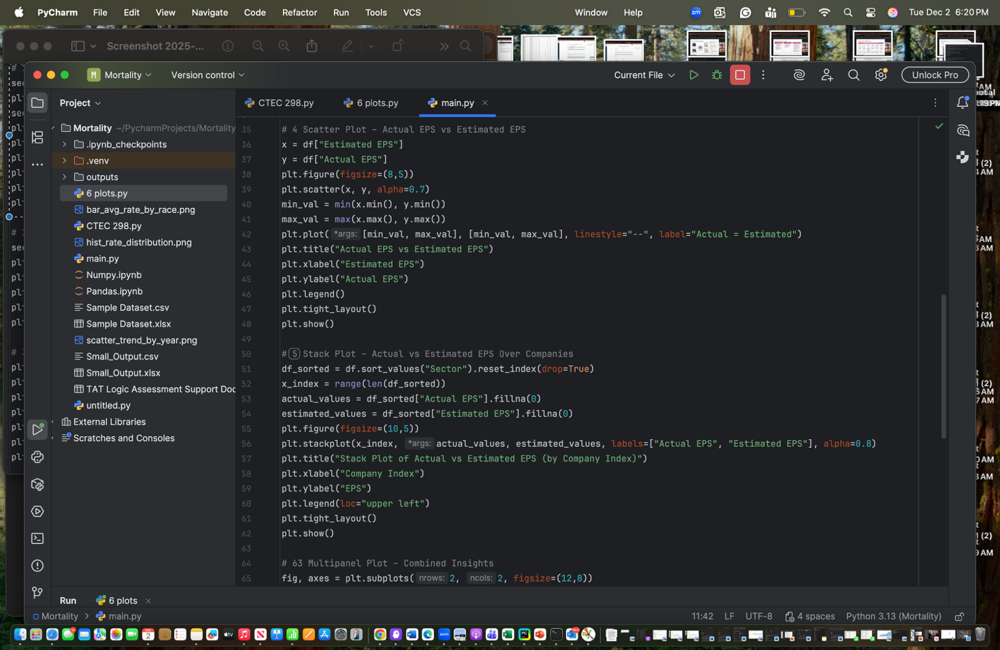 PyCharm File Edit View Navigate Code Refactor Run Tools VCS Window Help zm Tue Dec 2 6:20 PM
Screenshot 2025-...
M Mortality Version control Current File Unlock Pro
Project CTEC 298.py 6 plots.py main.py
Mortality ~/PycharmProjects/Mortality
.ipynb_checkpoints
.venv
outputs
6 plots.py
bar_avg_rate_by_race.png
CTEC 298.py
hist_rate_distribution.png
main.py
Numpy.ipynb
Pandas.ipynb
Sample Dataset.csv
Sample Dataset.xlsx
scatter_trend_by_year.png
Small_Output.csv
Small_Output.xlsx
TAT Logic Assessment Support Doc
untitled.py
External Libraries
Scratches and Consoles
35 # 4 Scatter Plot – Actual EPS vs Estimated EPS
36 x = df["Estimated EPS"]
37 y = df["Actual EPS"]
38 plt.figure(figsize=(8,5))
39 plt.scatter(x, y, alpha=0.7)
40 min_val = min(x.min(), y.min())
41 max_val = max(x.max(), y.max())
42 plt.plot( *args: [min_val, max_val], [min_val, max_val], linestyle="--", label="Actual = Estimated")
43 plt.title("Actual EPS vs Estimated EPS")
44 plt.xlabel("Estimated EPS")
45 plt.ylabel("Actual EPS")
46 plt.legend()
47 plt.tight_layout()
48 plt.show()
49
50 # 5 Stack Plot – Actual vs Estimated EPS Over Companies
51 df_sorted = df.sort_values("Sector").reset_index(drop=True)
52 x_index = range(len(df_sorted))
53 actual_values = df_sorted["Actual EPS"].fillna(0)
54 estimated_values = df_sorted["Estimated EPS"].fillna(0)
55 plt.figure(figsize=(10,5))
56 plt.stackplot(x_index, *args: actual_values, estimated_values, labels=["Actual EPS", "Estimated EPS"], alpha=0.8)
57 plt.title("Stack Plot of Actual vs Estimated EPS (by Company Index)")
58 plt.xlabel("Company Index")
59 plt.ylabel("EPS")
60 plt.legend(loc="upper left")
61 plt.tight_layout()
62 plt.show()
63
64 # 63 Multipanel Plot – Combined Insights
65 fig, axes = plt.subplots( nrows: 2, ncols: 2, figsize=(12,8))
Run 6 plots
Mortality main.py 11:42 LF UTF-8 4 spaces Python 3.13 (Mortality)